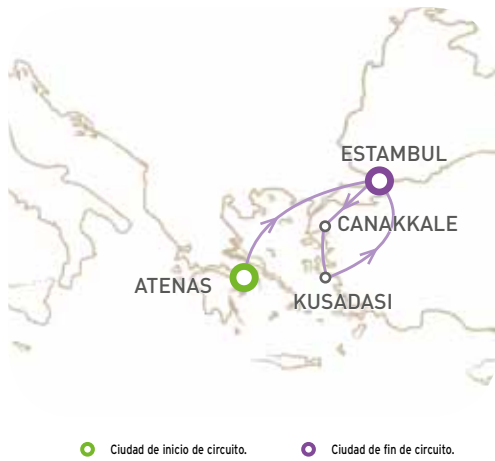 ESTAMBUL
CANAKKALE
ATENAS
KUSADASI
Ciudad de inicio de circuito.
Ciudad de fin de circuito.